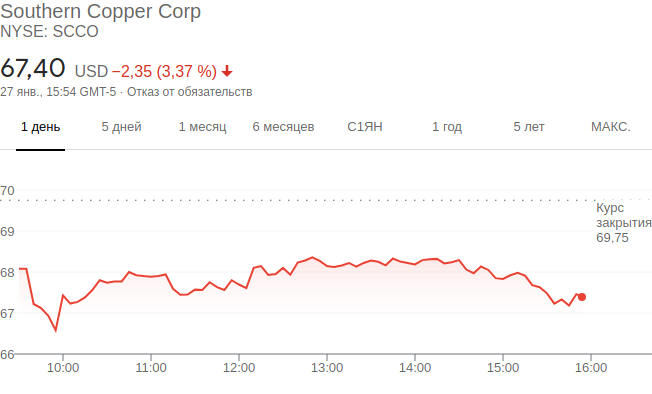 Southern Copper Corp
NYSE: SCCO
67,40 USD −2,35 (3,37 %)
27 янв., 15:54 GMT-5 · Отказ от обязательств
1 день 5 дней 1 месяц 6 месяцев С1ЯН 1 год 5 лет МАКС.
70
Курс
закрытия
69,75
69
68
67
66
10:00 11:00 12:00 13:00 14:00 15:00 16:00